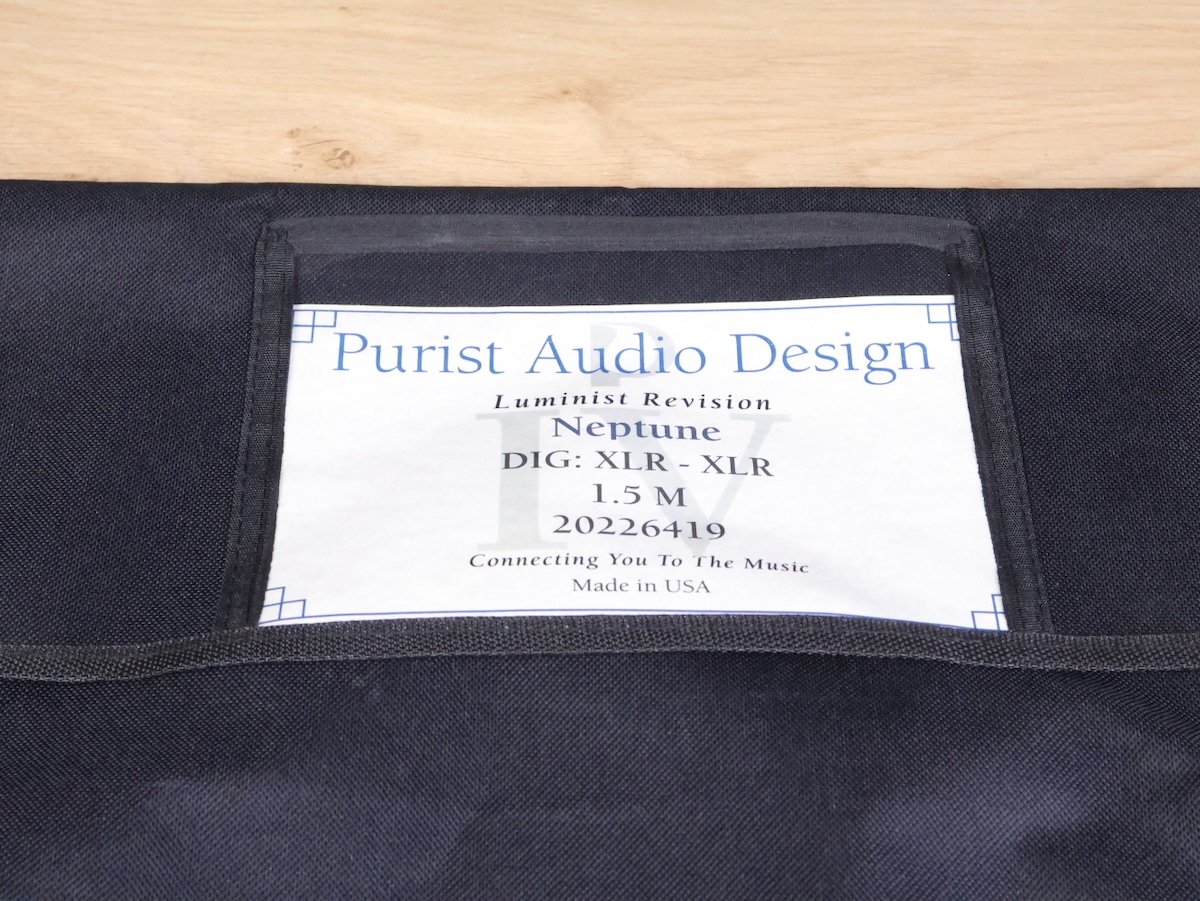 Purist Audio Design
Luminist Revision
Neptune
DIG: XLR - XLR
1.5 M
20226419
Connecting You To The Music
Made in USA